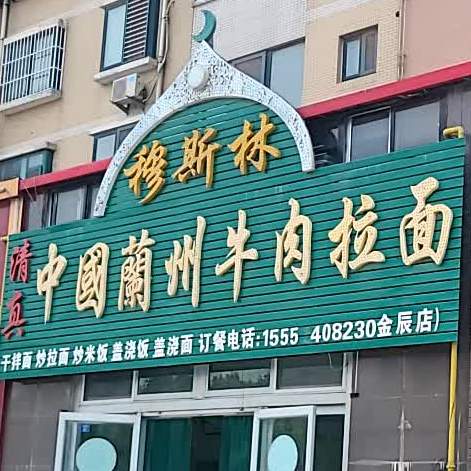 穆斯林
清真
中國蘭州牛肉拉面
干拌面 炒拉面 炒米饭 盖浇饭 盖浇面 订餐电话:1555 408230金辰店)